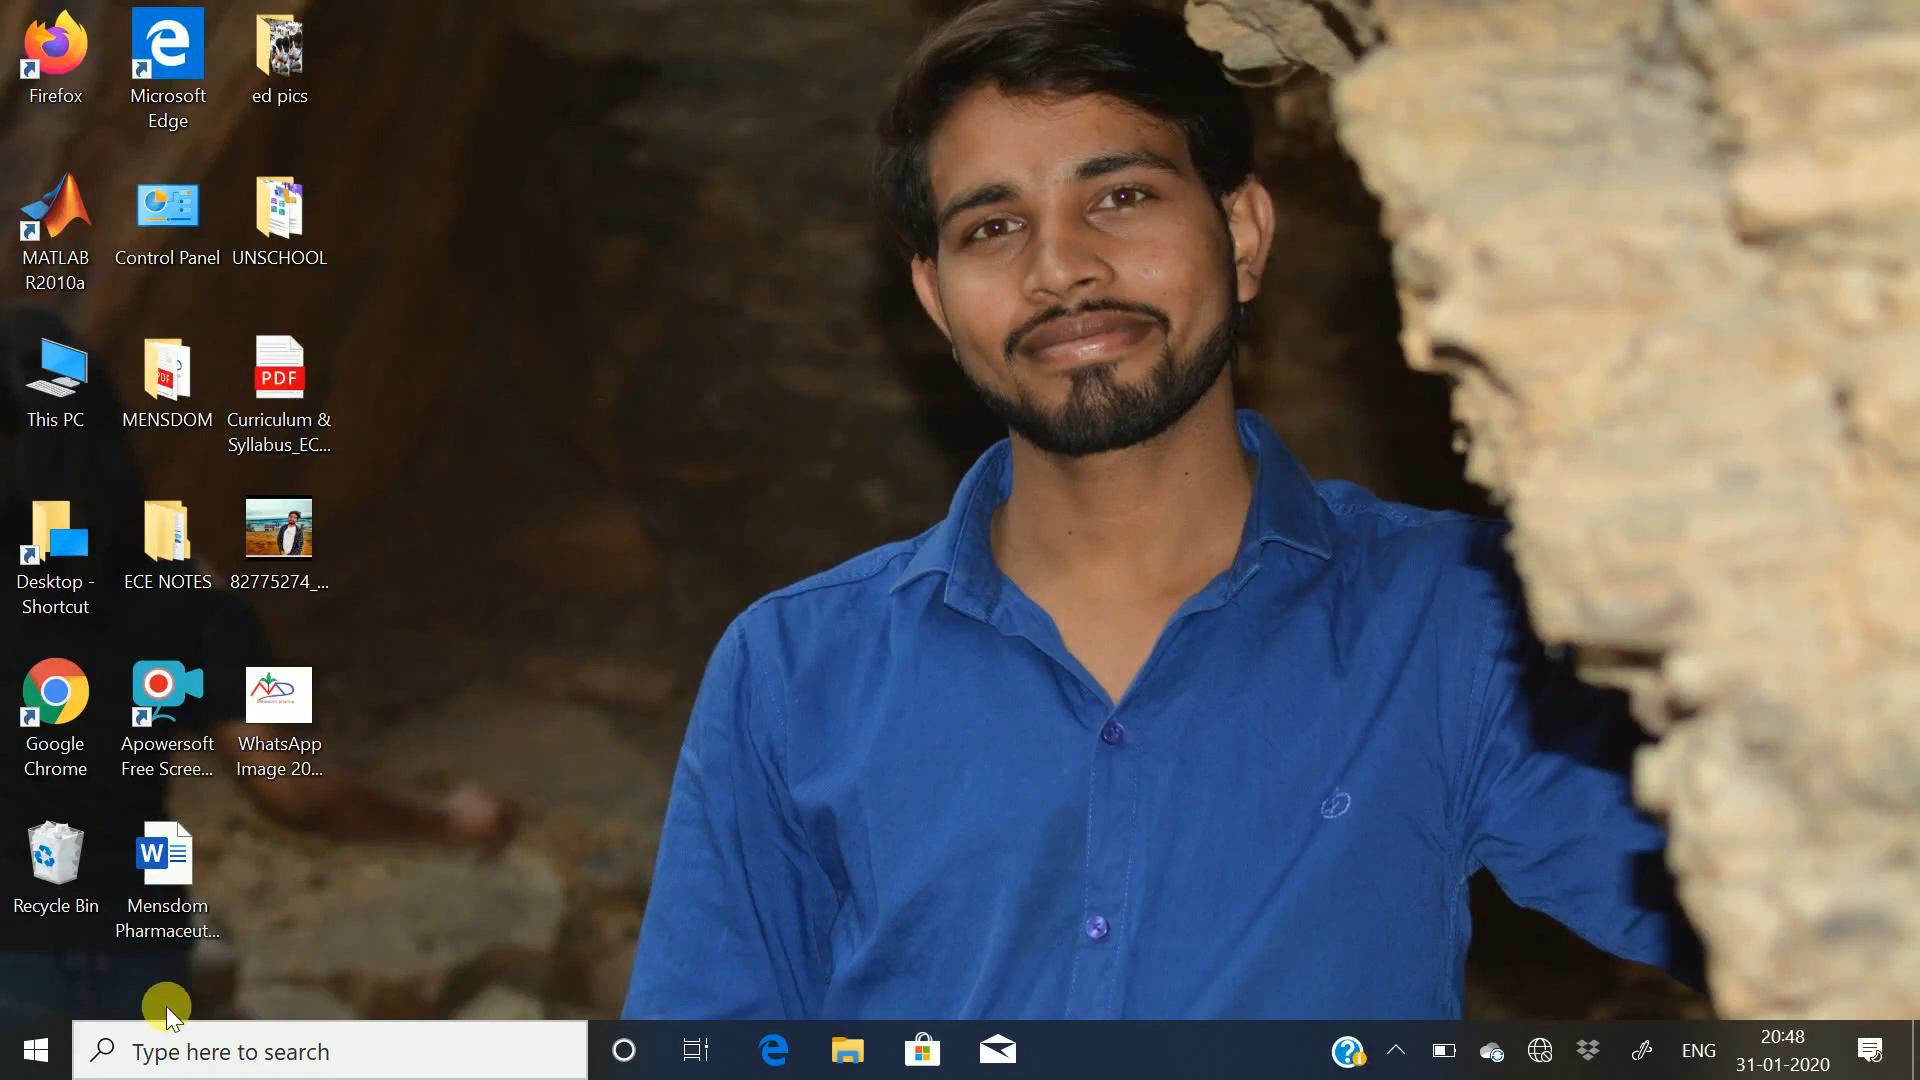 Firefox
Microsoft
Edge
ed pics
MATLAB
R2010a
Control Panel
UNSCHOOL
This PC
PDF
MENSDOM
PDF
Curriculum &
Syllabus_EC...
Desktop -
Shortcut
ECE NOTES
82775274_...
Google
Chrome
Apowersoft
Free Scree...
WhatsApp
Image 20...
Recycle Bin
W
Mensdom
Pharmaceut...
Type here to search
ENG
20:48
31-01-2020